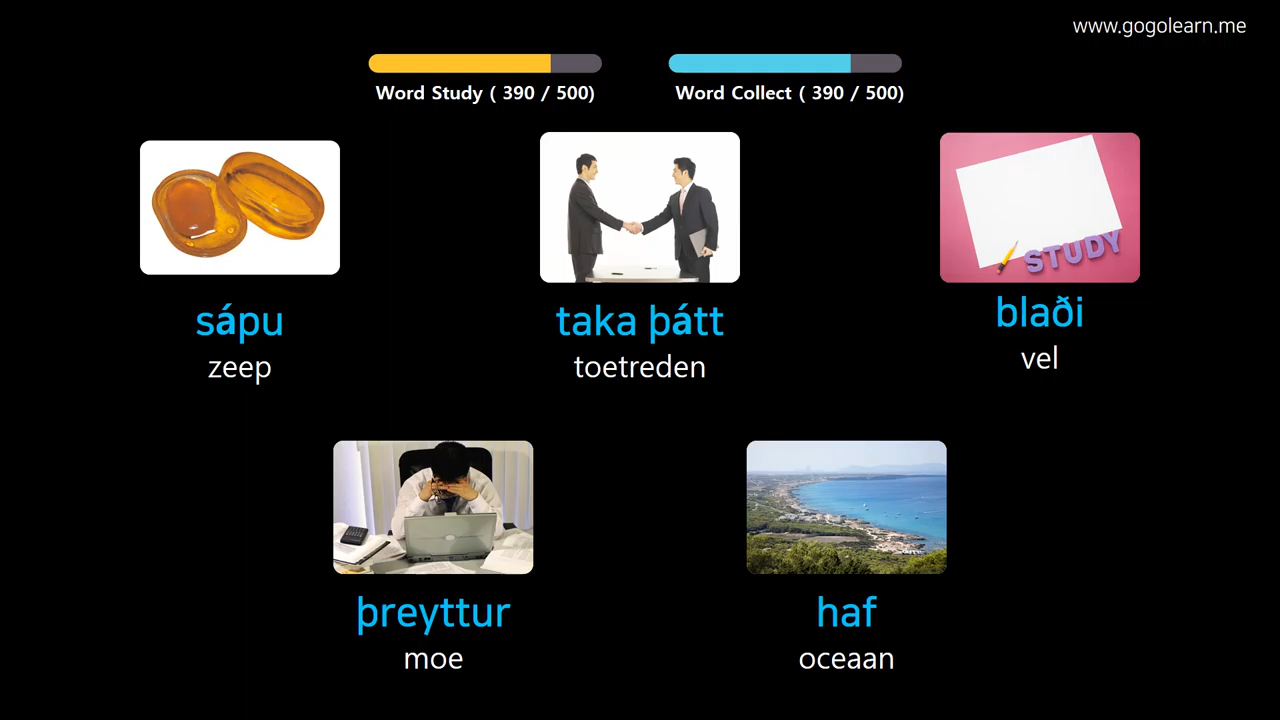 www.gogolearn.me
Word Study ( 390 / 500)
Word Collect ( 390 / 500)
sápu
zeep
taka þátt
toetreden
STUDY
blaði
vel
þreyttur
moe
haf
oceaan